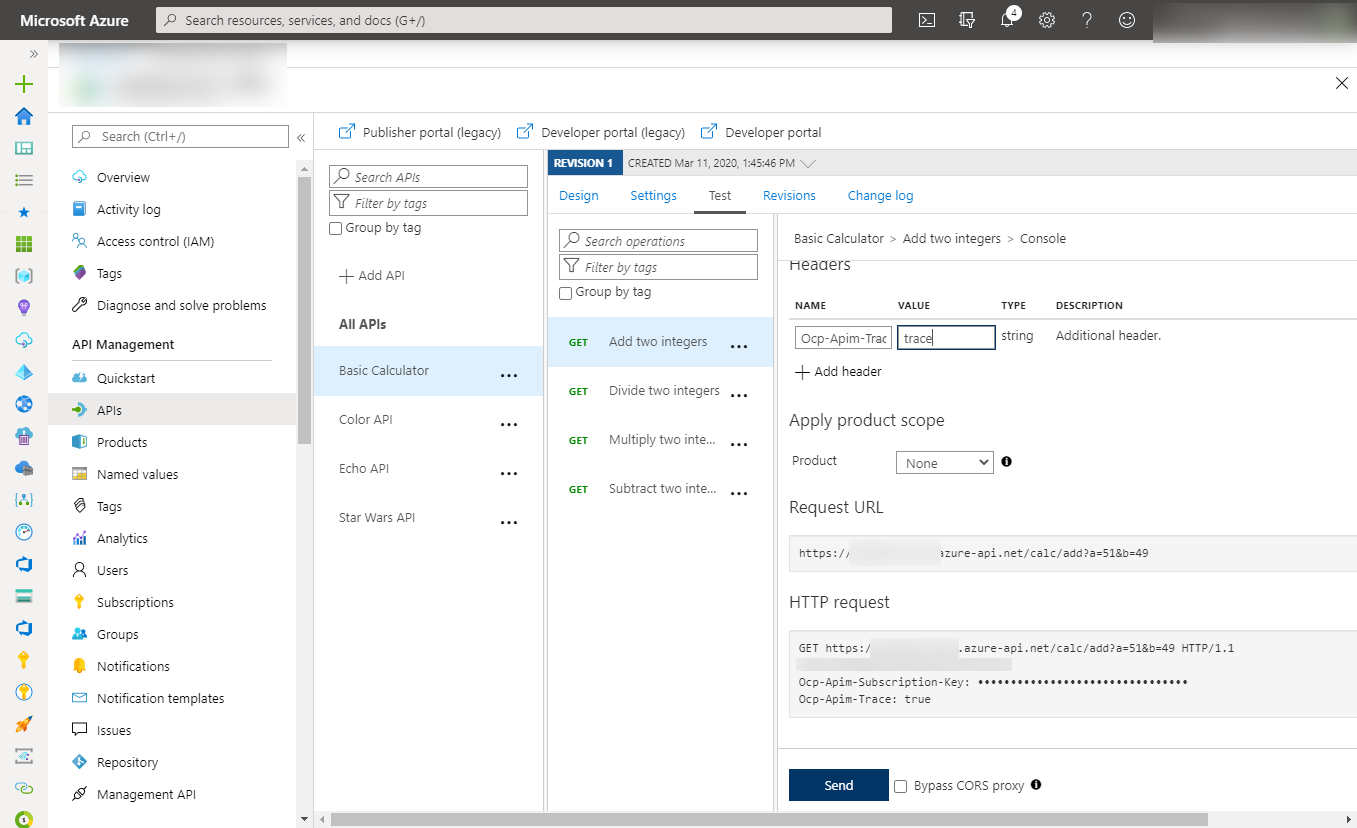 Microsoft Azure
Search resources, services, and docs (G+/)
4
Search (Ctrl+/)
Overview
Activity log
Access control (IAM)
Tags
Diagnose and solve problems
API Management
Quickstart
APIs
Products
Named values
Tags
Analytics
Users
Subscriptions
Groups
Notifications
Notification templates
Issues
Repository
Management API
Publisher portal (legacy)
Developer portal (legacy)
Developer portal
Search APIs
Filter by tags
Group by tag
Add API
All APIs
Basic Calculator
Color API
Echo API
Star Wars API
REVISION 1 CREATED Mar 11, 2020, 1:45:46 PM
Design Settings Test Revisions Change log
Search operations
Filter by tags
Group by tag
GET Add two integers
GET Divide two integers
GET Multiply two inte...
GET Subtract two inte...
Basic Calculator > Add two integers > Console
Headers
NAME VALUE TYPE DESCRIPTION
Ocp-Apim-Trac trace string Additional header.
Add header
Apply product scope
Product None
Request URL
https:// azure-api.net/calc/add?a=51&b=49
HTTP request
GET https:/ .azure-api.net/calc/add?a=51&b=49 HTTP/1.1
Ocp-Apim-Subscription-Key: ••••••••••••••••••••••••••••••••
Ocp-Apim-Trace: true
Send Bypass CORS proxy